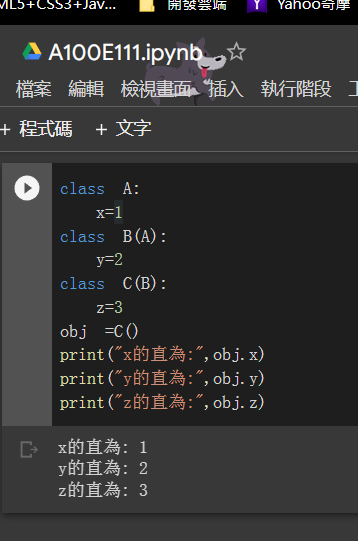 ML5+CSS3+Jav... 開發雲端 Yahoo奇摩
A100E111.ipynb
檔案 編輯 檢視畫面 插入 執行階段
+ 程式碼 + 文字
class A:
    x=1
class B(A):
    y=2
class C(B):
    z=3
obj =C()
print("x的直為:",obj.x)
print("y的直為:",obj.y)
print("z的直為:",obj.z)
x的直為: 1
y的直為: 2
z的直為: 3